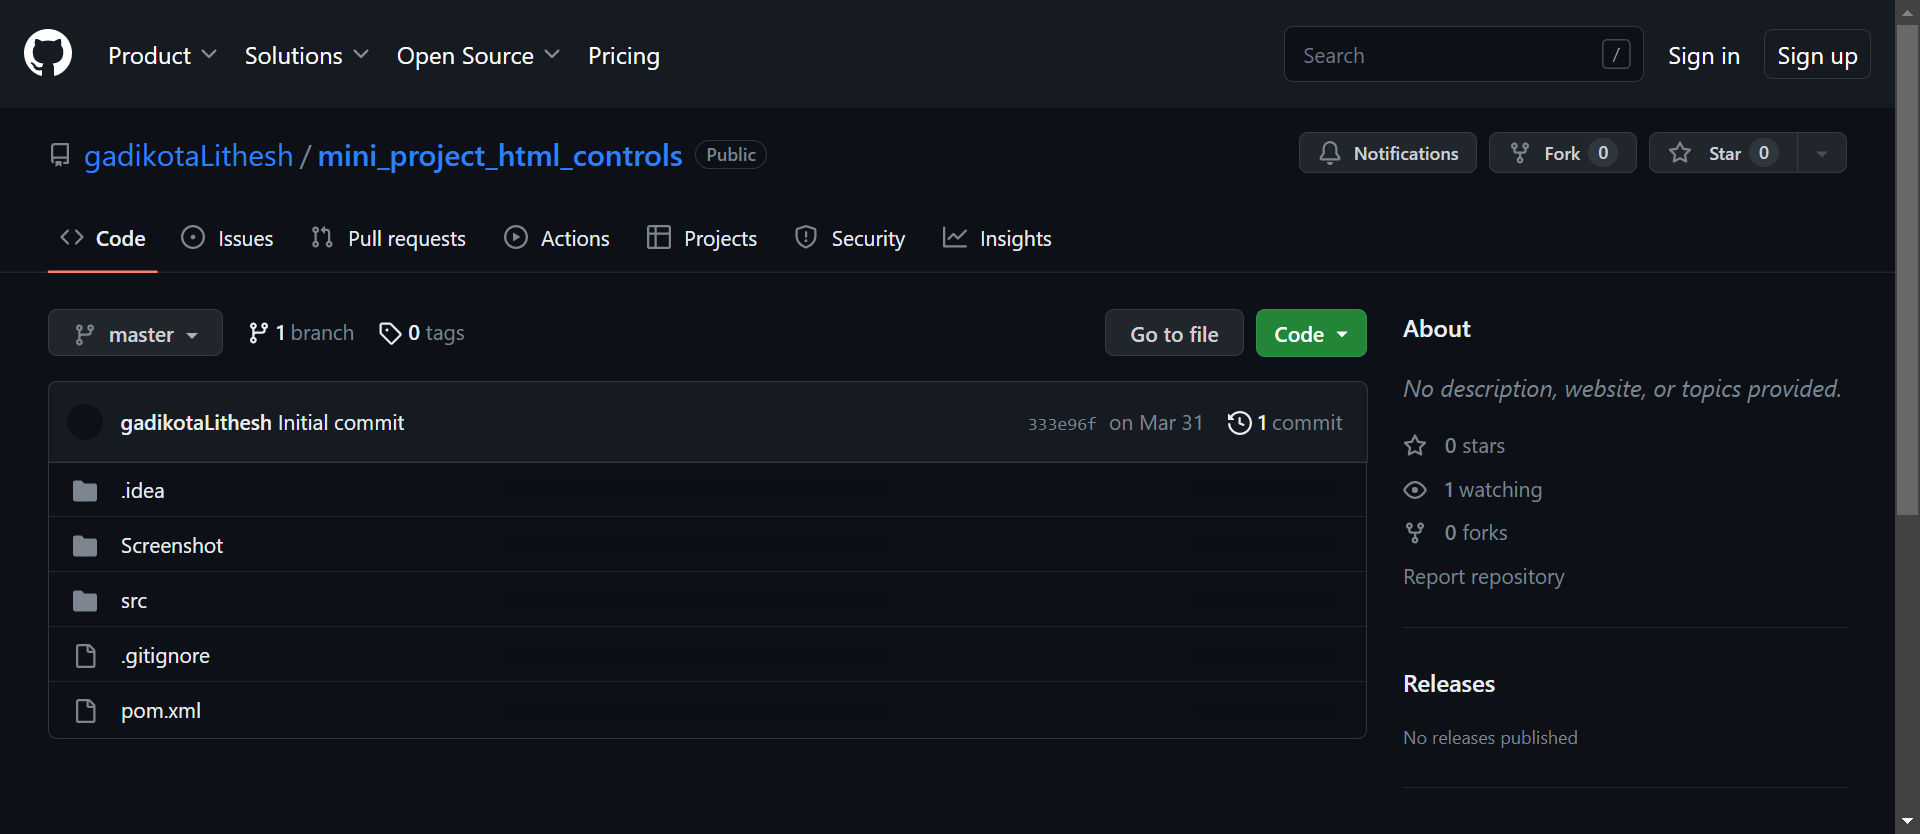 Product Solutions Open Source Pricing Search / Sign in Sign up
gadikotaLithesh / mini_project_html_controls Public Notifications Fork 0 Star 0
Code Issues Pull requests Actions Projects Security Insights
master 1 branch 0 tags Go to file Code
gadikotaLithesh Initial commit 333e96f on Mar 31 1 commit
.idea
Screenshot
src
.gitignore
pom.xml
About
No description, website, or topics provided.
0 stars
1 watching
0 forks
Report repository
Releases
No releases published